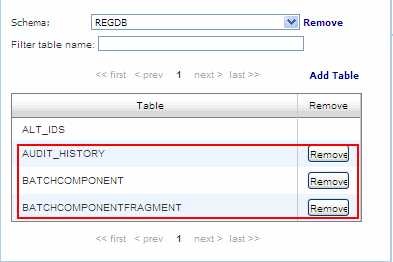 Schema: REGDB Remove
Filter table name:
<< first < prev 1 next > last >> Add Table
Table Remove
ALT_IDS
AUDIT_HISTORY Remove
BATCHCOMPONENT Remove
BATCHCOMPONENTFRAGMENT Remove
<< first < prev 1 next > last >>